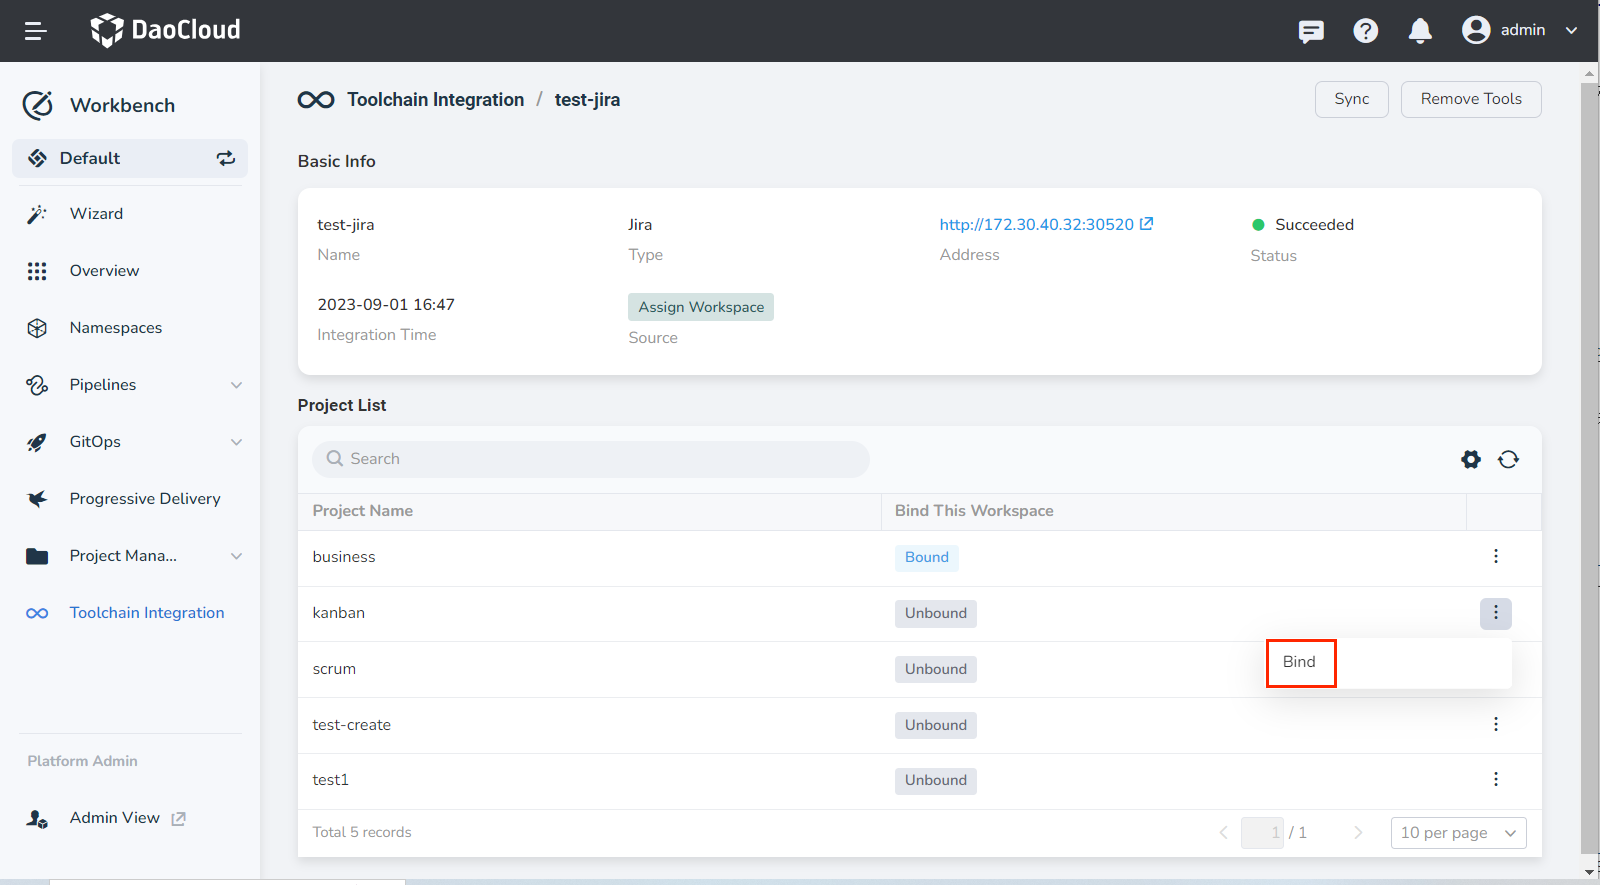 DaoCloud
admin
Workbench
Default
Wizard
Overview
Namespaces
Pipelines
GitOps
Progressive Delivery
Project Mana...
Toolchain Integration
Platform Admin
Admin View
Toolchain Integration / test-jira
Sync
Remove Tools
Basic Info
test-jira
Name
Jira
Type
http://172.30.40.32:30520
Address
Succeeded
Status
2023-09-01 16:47
Integration Time
Assign Workspace
Source
Project List
Search
Project Name
Bind This Workspace
business
Bound
kanban
Unbound
Bind
scrum
Unbound
test-create
Unbound
test1
Unbound
Total 5 records
1 / 1
10 per page